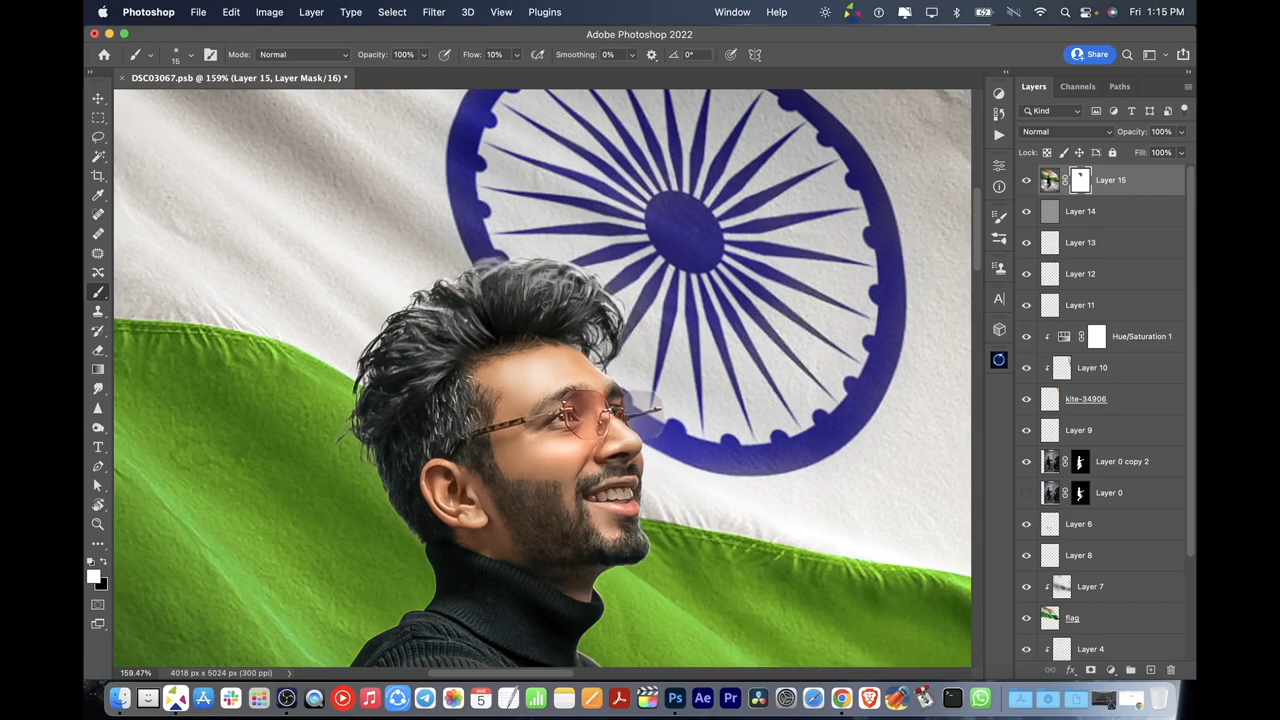 Photoshop File Edit Image Layer Type Select Filter 3D View Plugins Window Help Fri 1:15 PM
Adobe Photoshop 2022
15 Mode: Normal Opacity: 100% Flow: 10% Smoothing: 0% 0° Share
DSC03067.psb @ 159% (Layer 15, Layer Mask/16) *
Layers Channels Paths
Kind
Normal Opacity: 100%
Lock: Fill: 100%
Layer 15
Layer 14
Layer 13
Layer 12
Layer 11
Hue/Saturation 1
Layer 10
kite-34906
Layer 9
Layer 0 copy 2
Layer 0
Layer 6
Layer 8
Layer 7
flag
Layer 4
159.47% 4018 px x 5024 px (300 ppi)